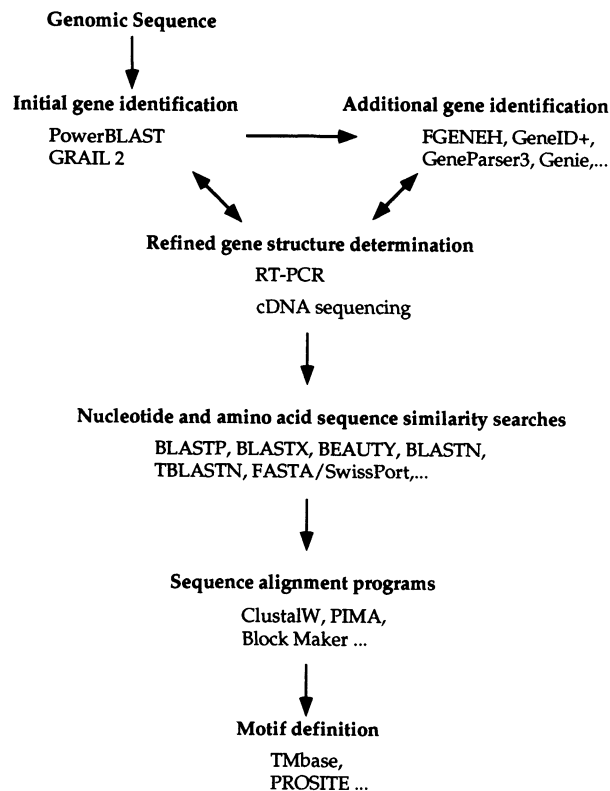 Genomic Sequence
Initial gene identification
PowerBLAST
GRAIL 2
Additional gene identification
FGENEH, GeneID+,
GeneParser3, Genie,...
Refined gene structure determination
RT-PCR
cDNA sequencing
Nucleotide and amino acid sequence similarity searches
BLASTP, BLASTX, BEAUTY, BLASTN,
TBLASTN, FASTA/SwissPort,...
Sequence alignment programs
ClustalW, PIMA,
Block Maker ...
Motif definition
TMbase,
PROSITE ...